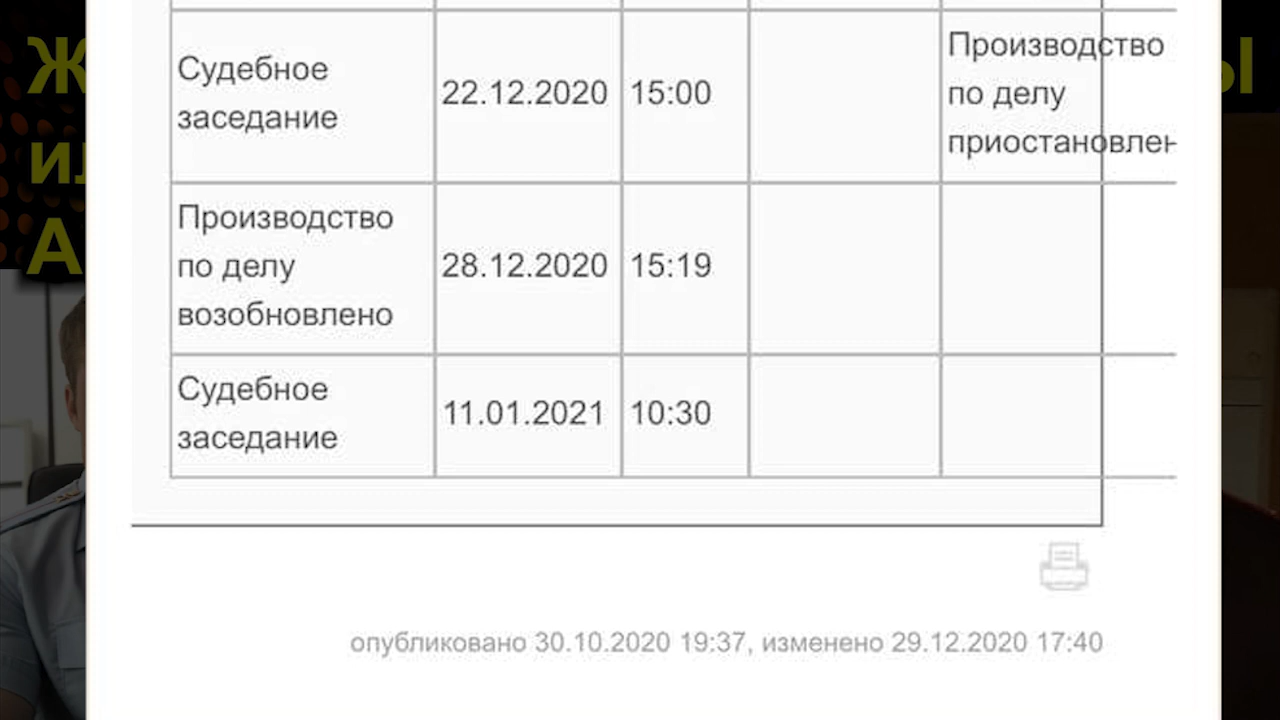 Судебное
заседание
22.12.2020
15:00
Производство
по делу
приостановлен
Производство
по делу
возобновлено
28.12.2020
15:19
Судебное
заседание
11.01.2021
10:30
опубликовано 30.10.2020 19:37, изменено 29.12.2020 17:40